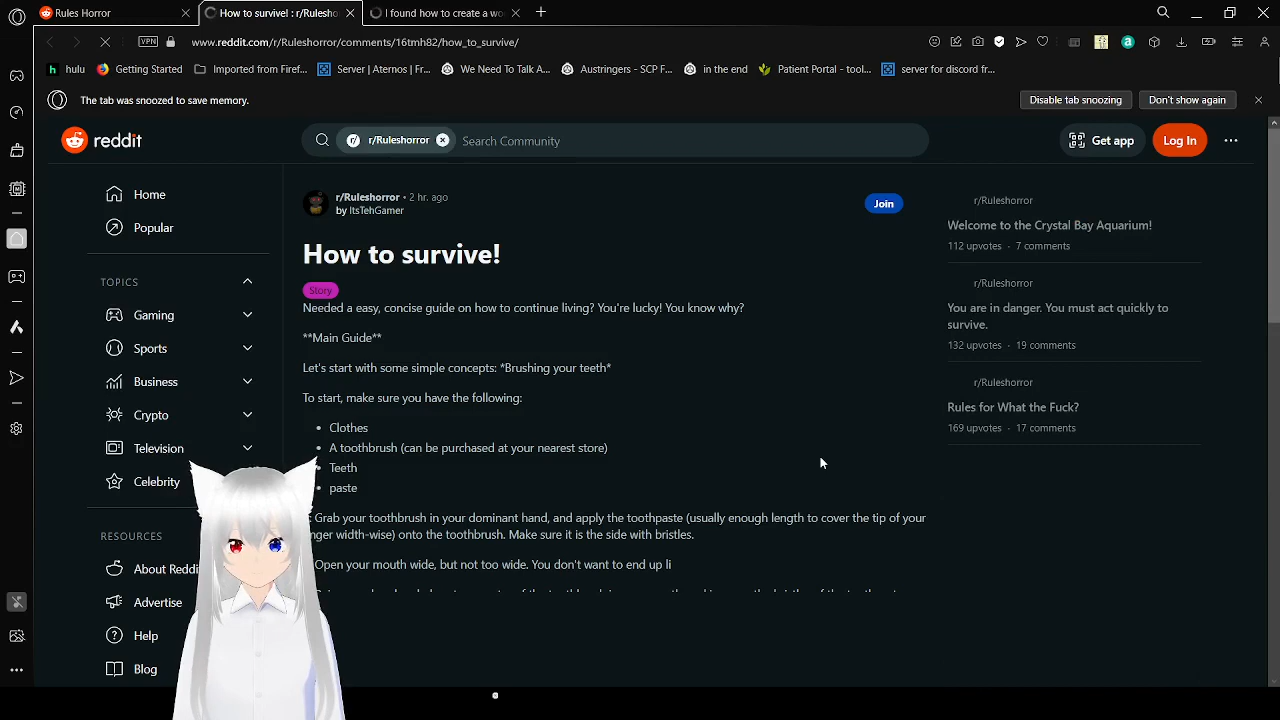 Rules Horror
How to survive! : r/Rulesho
I found how to create a wo
VPN
www.reddit.com/r/Ruleshorror/comments/16tmh82/how_to_survive/
hulu
Getting Started
Imported from Firef...
Server | Aternos | Fr...
We Need To Talk A...
Austringers - SCP F...
in the end
Patient Portal - tool...
server for discord fr...
The tab was snoozed to save memory.
Disable tab snoozing
Don't show again
reddit
r/ r/Ruleshorror
Search Community
Get app
Log In
Home
Popular
TOPICS
Gaming
Sports
Business
Crypto
Television
Celebrity
RESOURCES
About Reddi
Advertise
Help
Blog
r/Ruleshorror • 2 hr. ago
by ItsTehGamer
Join
How to survive!
Story
Needed a easy, concise guide on how to continue living? You're lucky! You know why?
**Main Guide**
Let's start with some simple concepts: *Brushing your teeth*
To start, make sure you have the following:
• Clothes
• A toothbrush (can be purchased at your nearest store)
Teeth
paste
Grab your toothbrush in your dominant hand, and apply the toothpaste (usually enough length to cover the tip of your
nger width-wise) onto the toothbrush. Make sure it is the side with bristles.
Open your mouth wide, but not too wide. You don't want to end up li
r/Ruleshorror
Welcome to the Crystal Bay Aquarium!
112 upvotes · 7 comments
r/Ruleshorror
You are in danger. You must act quickly to
survive.
132 upvotes · 19 comments
r/Ruleshorror
Rules for What the Fuck?
169 upvotes · 17 comments